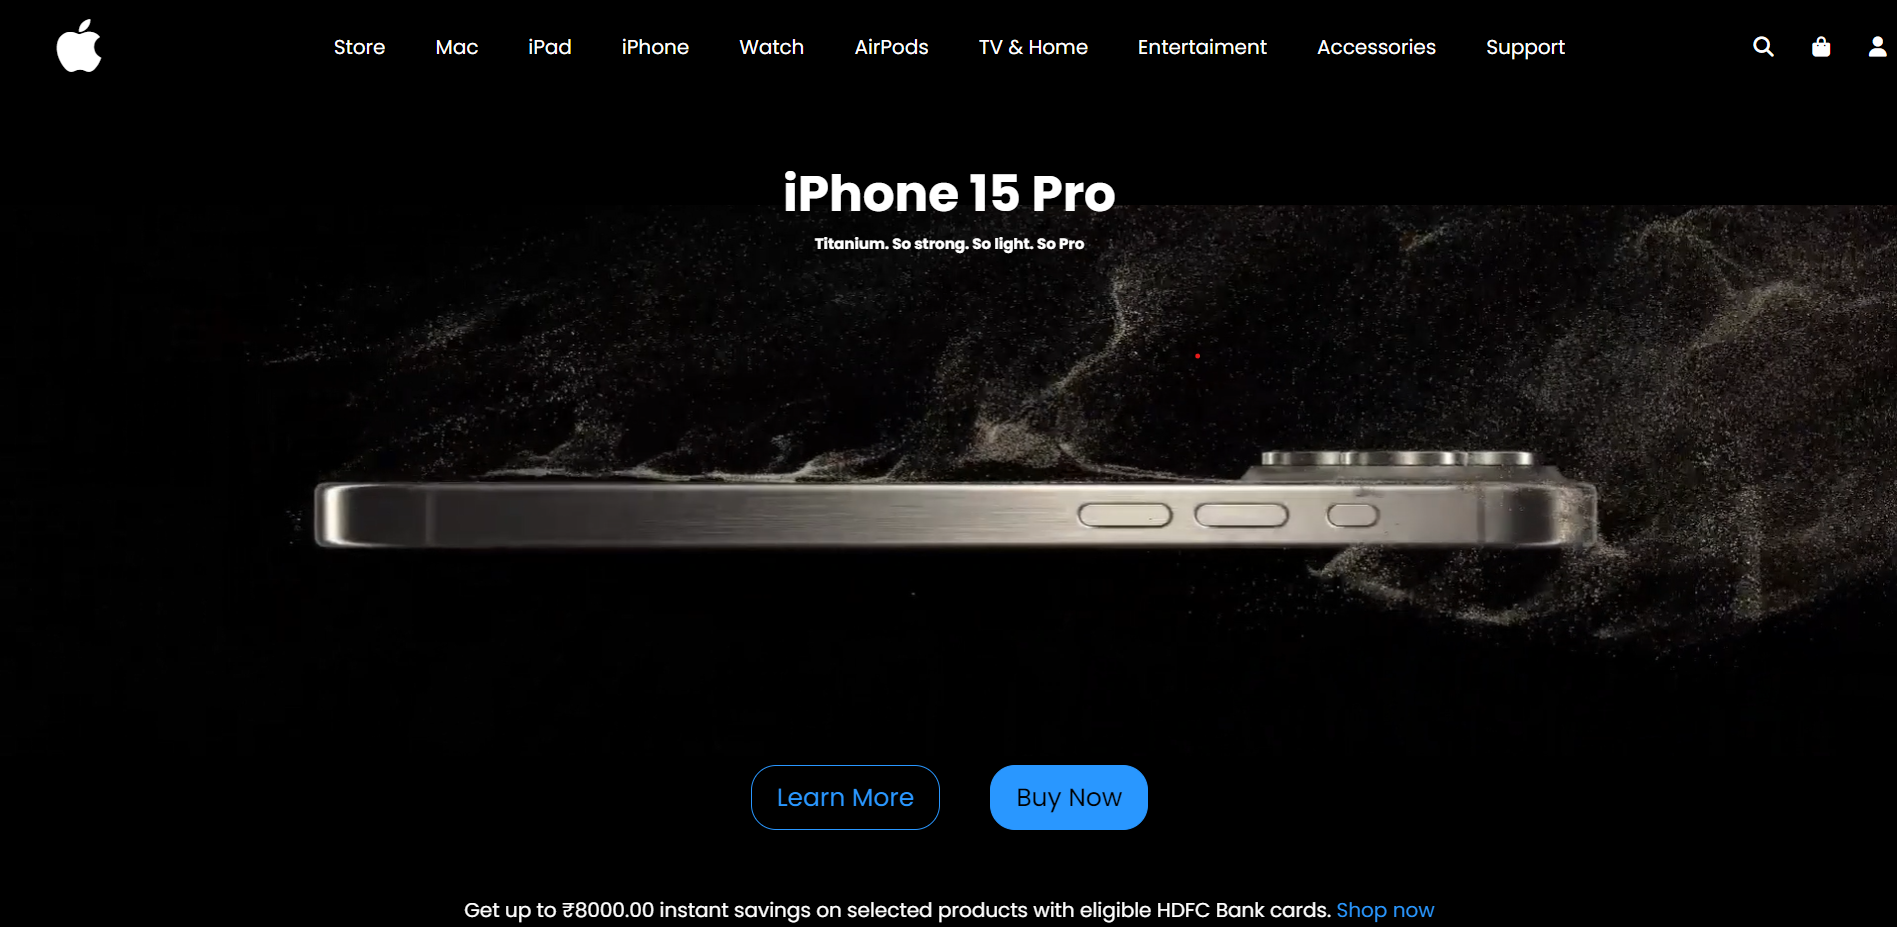 Store Mac iPad iPhone Watch AirPods TV & Home Entertaiment Accessories Support
iPhone 15 Pro
Titanium. So strong. So light. So Pro
Learn More Buy Now
Get up to ₹8000.00 instant savings on selected products with eligible HDFC Bank cards. Shop now